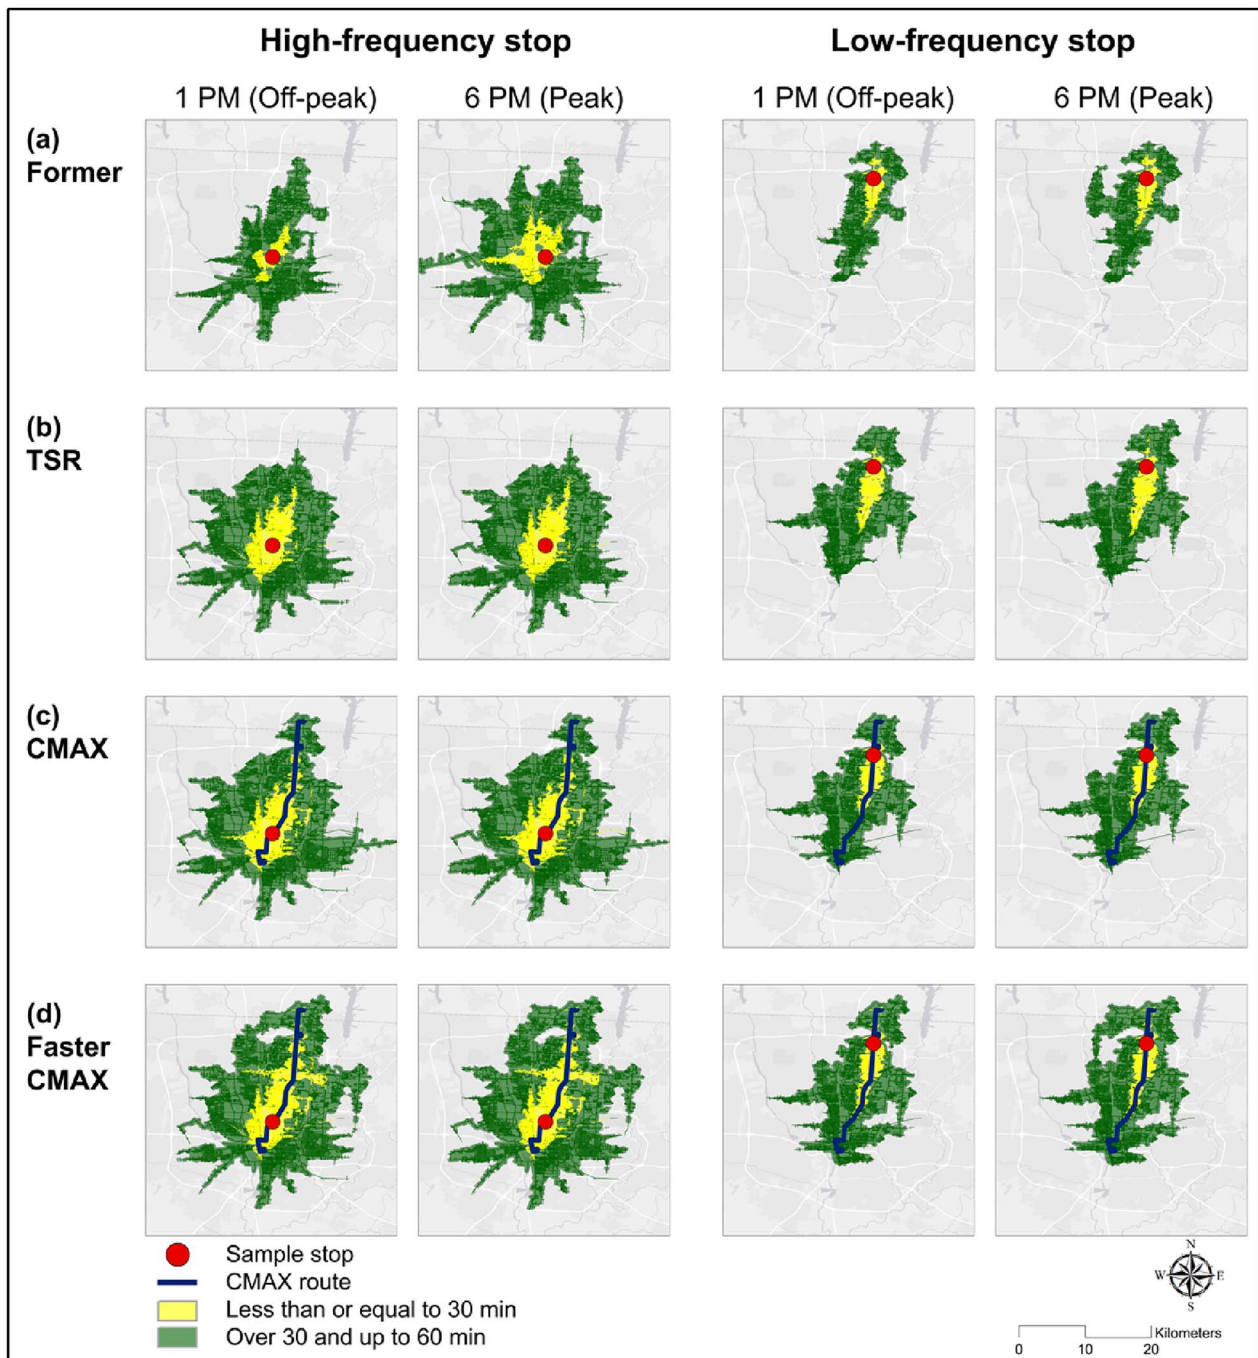 High-frequency stop
Low-frequency stop
1 PM (Off-peak)
6 PM (Peak)
1 PM (Off-peak)
6 PM (Peak)
(a)
Former
(b)
TSR
(c)
CMAX
(d)
Faster
CMAX
Sample stop
CMAX route
Less than or equal to 30 min
Over 30 and up to 60 min
N
W
E
S
Kilometers
0 10 20